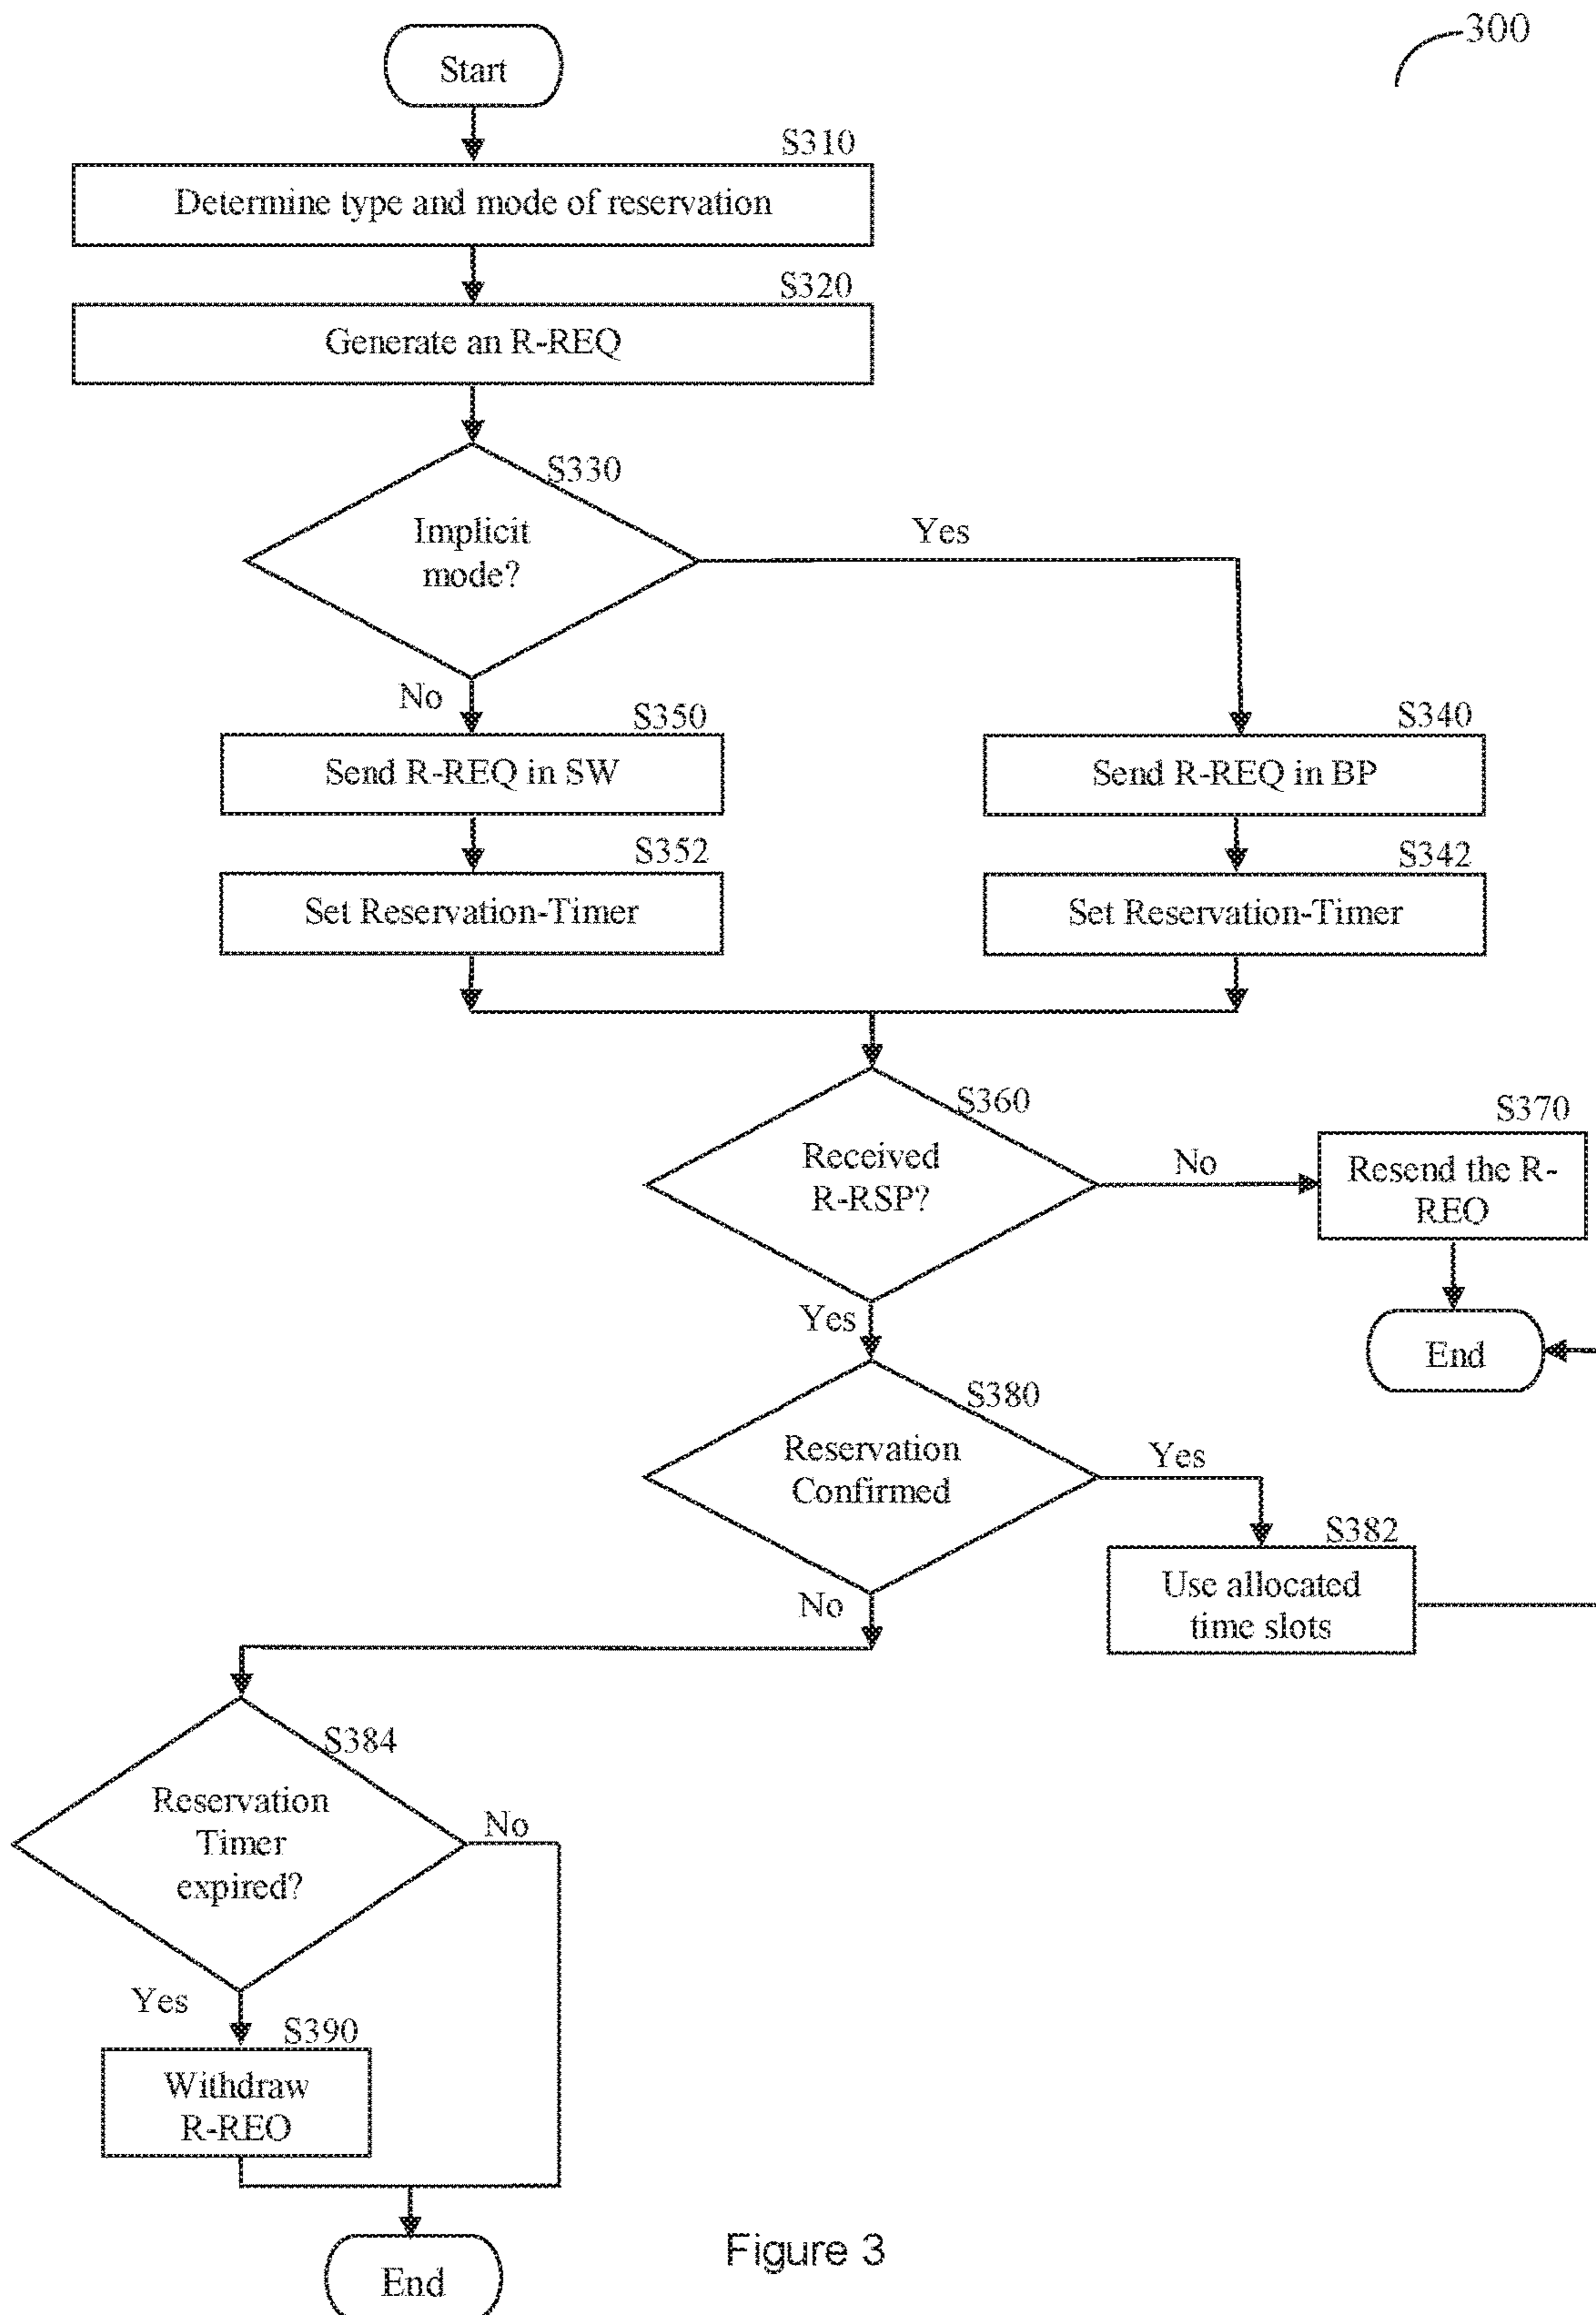 300
Start
S310
Determine type and mode of reservation
S320
Generate an R-REQ
S330
Implicit
mode?
Yes
No
S350
Send R-REQ in SW
S340
Send R-REQ in BP
S352
Set Reservation-Timer
S342
Set Reservation-Timer
S360
Received
R-RSP?
No
S370
Resend the R-
REQ
Yes
End
S380
Reservation
Confirmed
Yes
S382
Use allocated
time slots
No
S384
Reservation
Timer
expired?
No
Yes
S390
Withdraw
R-REQ
End
Figure 3